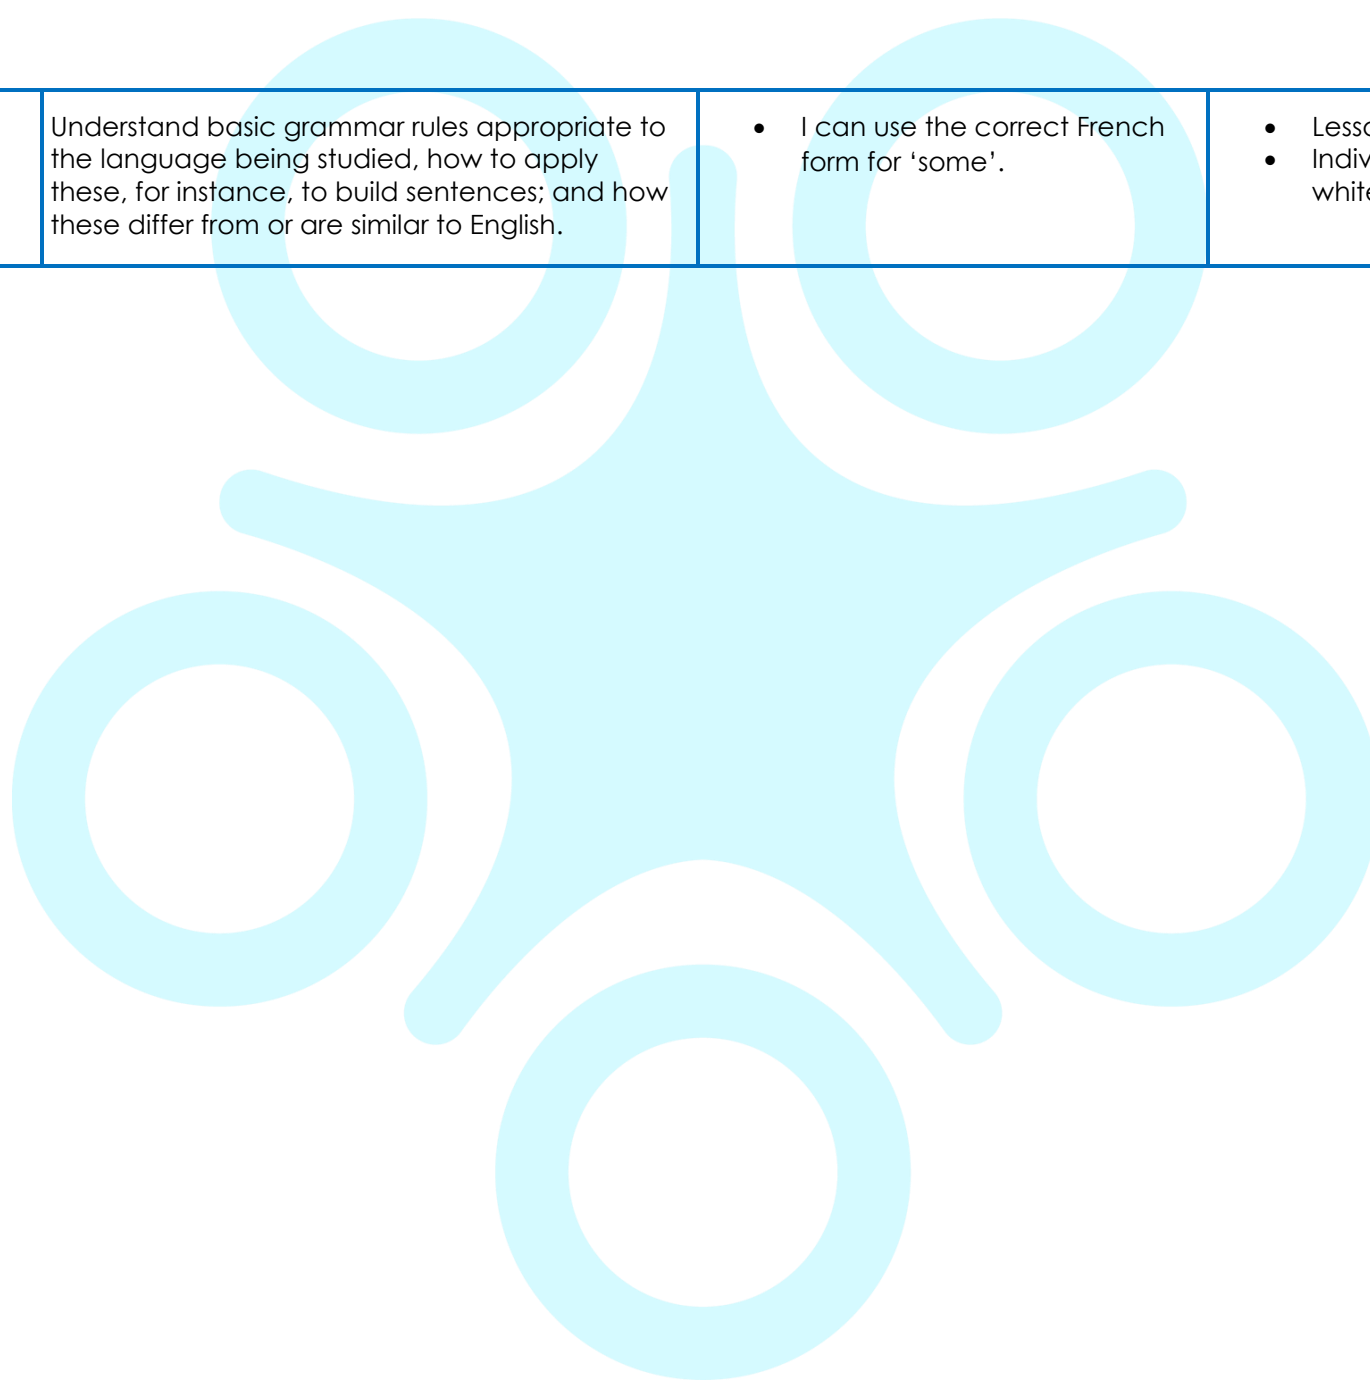 Understand basic grammar rules appropriate to
the language being studied, how to apply
these, for instance, to build sentences; and how
these differ from or are similar to English.
• I can use the correct French
form for ‘some’.
•
•